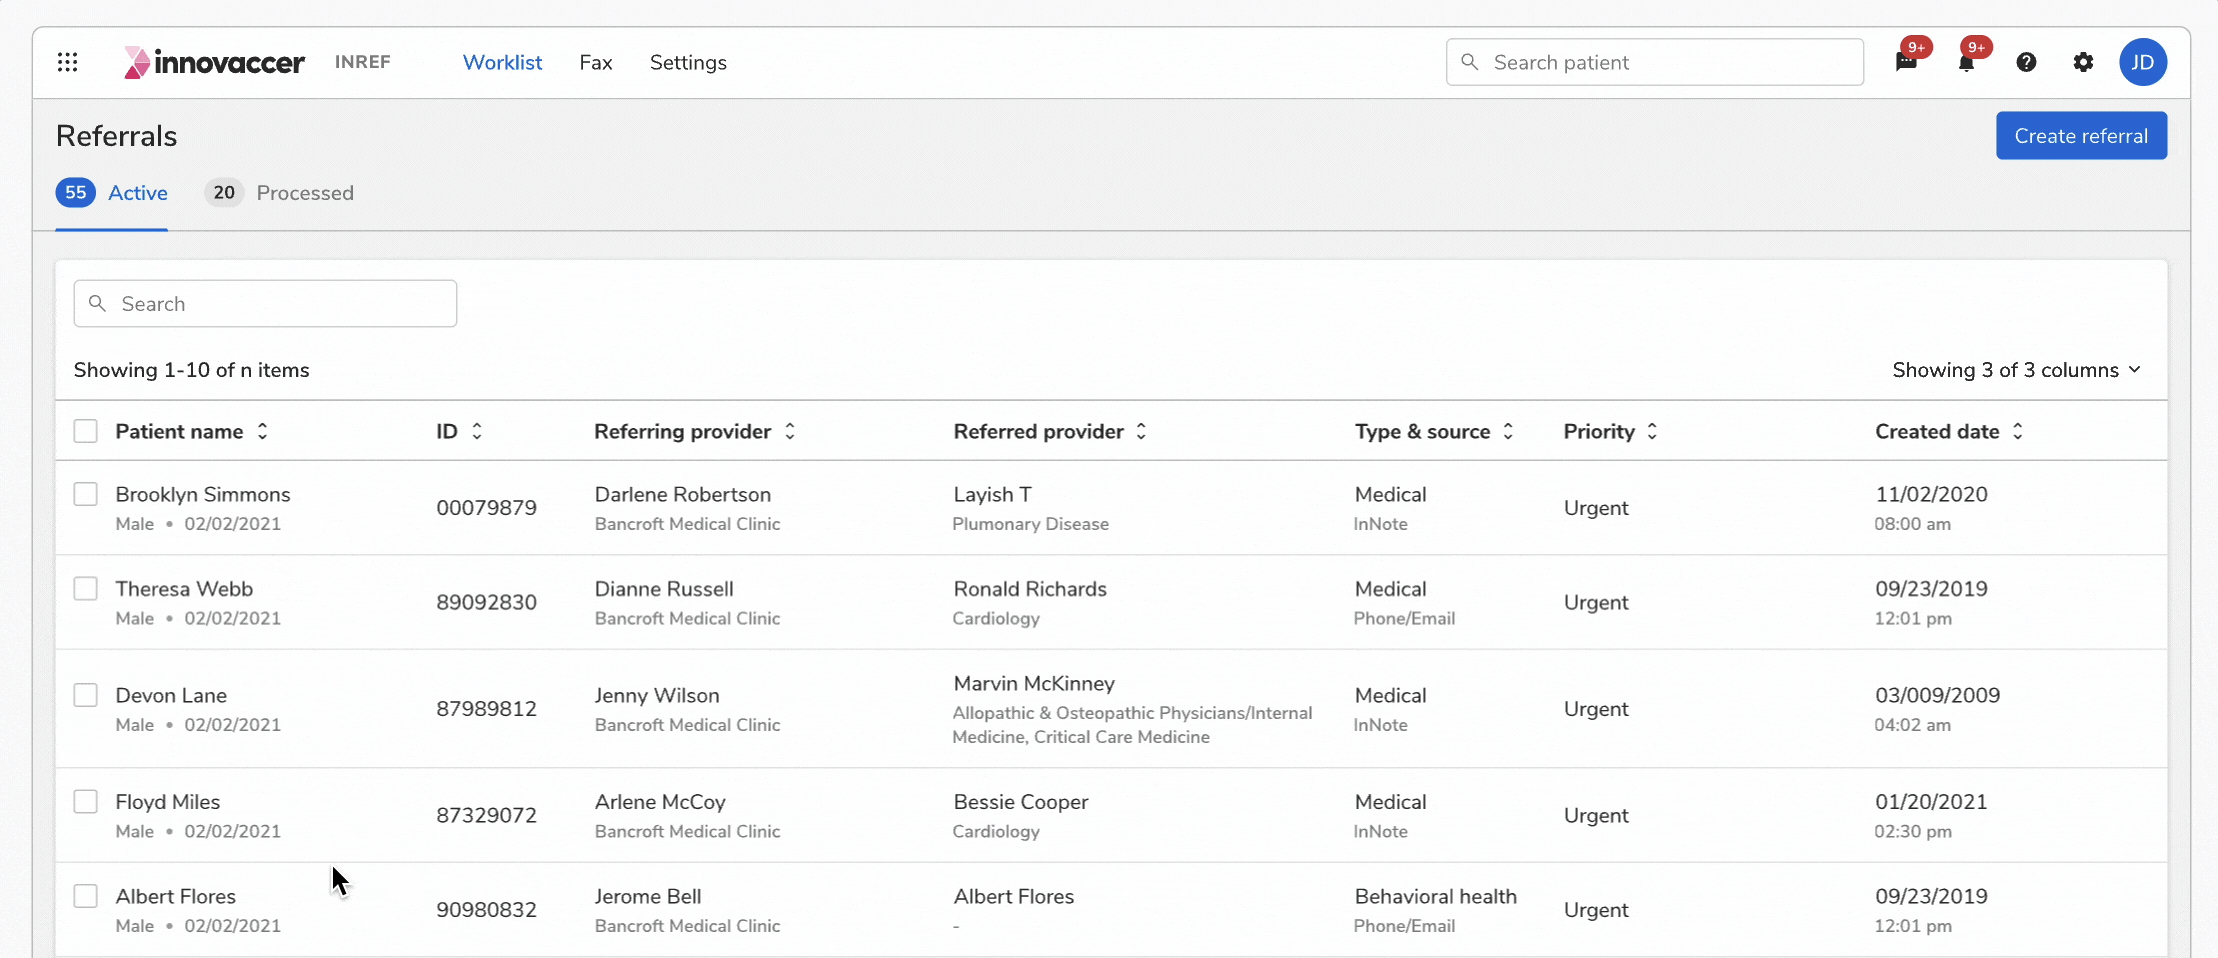 innovaccer INREF Worklist Fax Settings Search patient 9+ 9+ JD
Referrals Create referral
55 Active 20 Processed
Search
Showing 1-10 of n items Showing 3 of 3 columns
Patient name ID Referring provider Referred provider Type & source Priority Created date
Brooklyn Simmons 00079879 Darlene Robertson Layish T Medical Urgent 11/02/2020
Male • 02/02/2021 Bancroft Medical Clinic Plumonary Disease InNote 08:00 am
Theresa Webb 89092830 Dianne Russell Ronald Richards Medical Urgent 09/23/2019
Male • 02/02/2021 Bancroft Medical Clinic Cardiology Phone/Email 12:01 pm
Devon Lane 87989812 Jenny Wilson Marvin McKinney Medical Urgent 03/009/2009
Male • 02/02/2021 Bancroft Medical Clinic Allopathic & Osteopathic Physicians/Internal InNote 04:02 am
Medicine, Critical Care Medicine
Floyd Miles 87329072 Arlene McCoy Bessie Cooper Medical Urgent 01/20/2021
Male • 02/02/2021 Bancroft Medical Clinic Cardiology InNote 02:30 pm
Albert Flores 90980832 Jerome Bell Albert Flores Behavioral health Urgent 09/23/2019
Male • 02/02/2021 Bancroft Medical Clinic - Phone/Email 12:01 pm